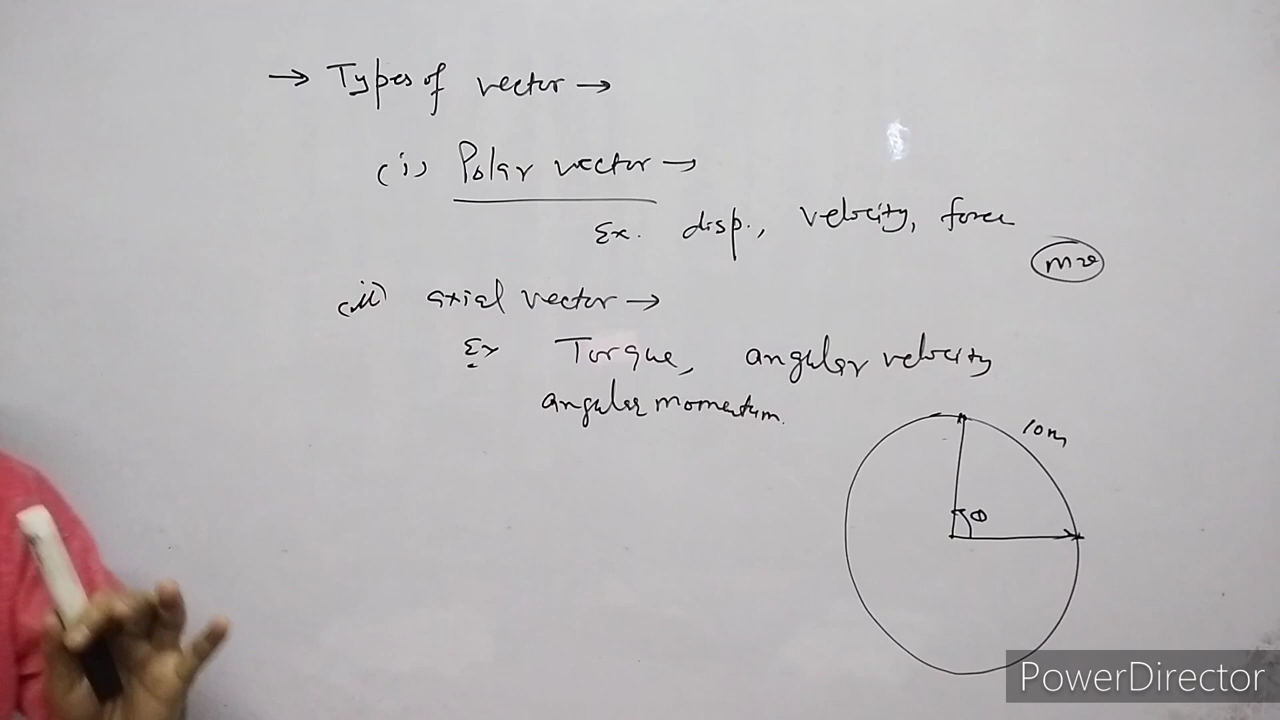 → Types of vector →
(i) Polar vector →
Ex. disp., velocity, force
mv
(ii) axial vector →
Ex Torque, angular velocity
angular momentum.
10m
θ
PowerDirector